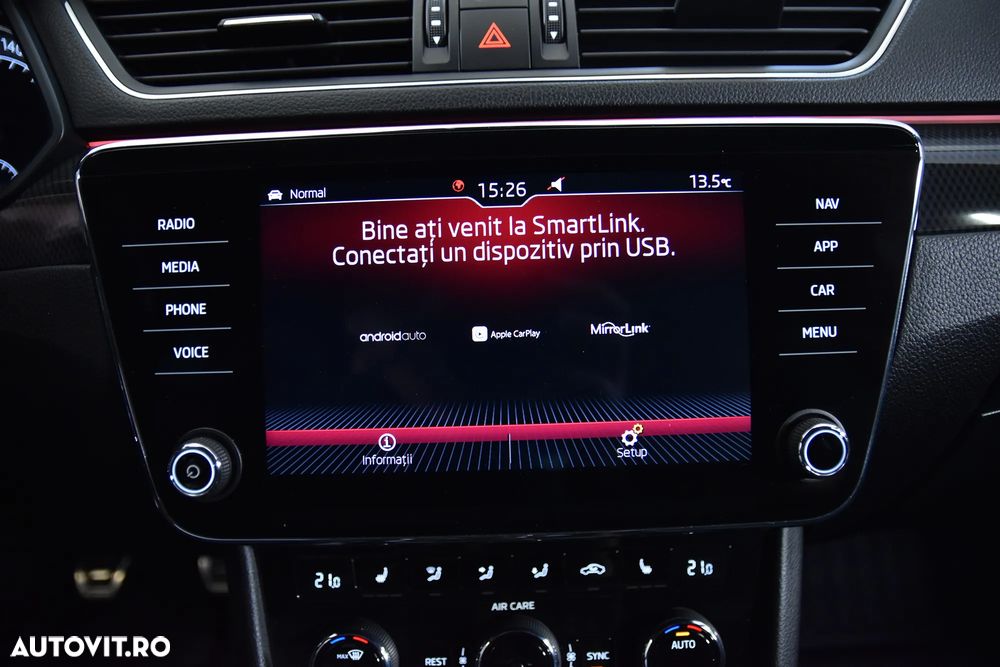 140
Normal
15:26
13.5°C
Bine ați venit la SmartLink.
Conectați un dispozitiv prin USB.
androidauto
Apple CarPlay
MirrorLink
Informații
Setup
RADIO
MEDIA
PHONE
VOICE
NAV
APP
CAR
MENU
21.0
21.0
AIR CARE
MAX
REST
SYNC
AUTO
AUTOVIT.RO